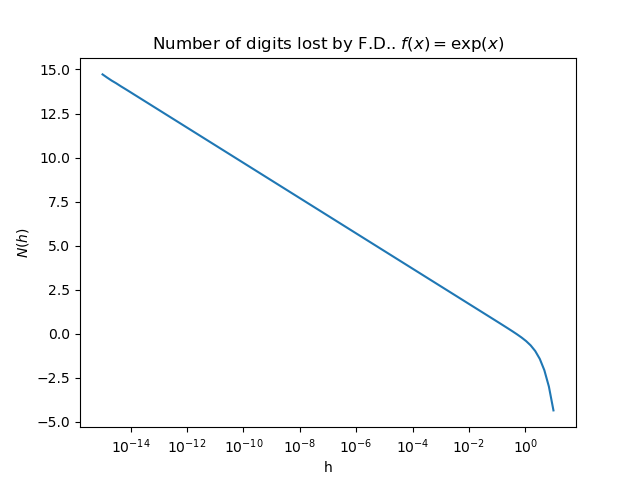 Number of digits lost by F.D.. f(x) = exp(x)
15.0
12.5
10.0
7.5
5.0
2.5
0.0
−2.5
−5.0
N(h)
10⁻¹⁴ 10⁻¹² 10⁻¹⁰ 10⁻⁸ 10⁻⁶ 10⁻⁴ 10⁻² 10⁰
h